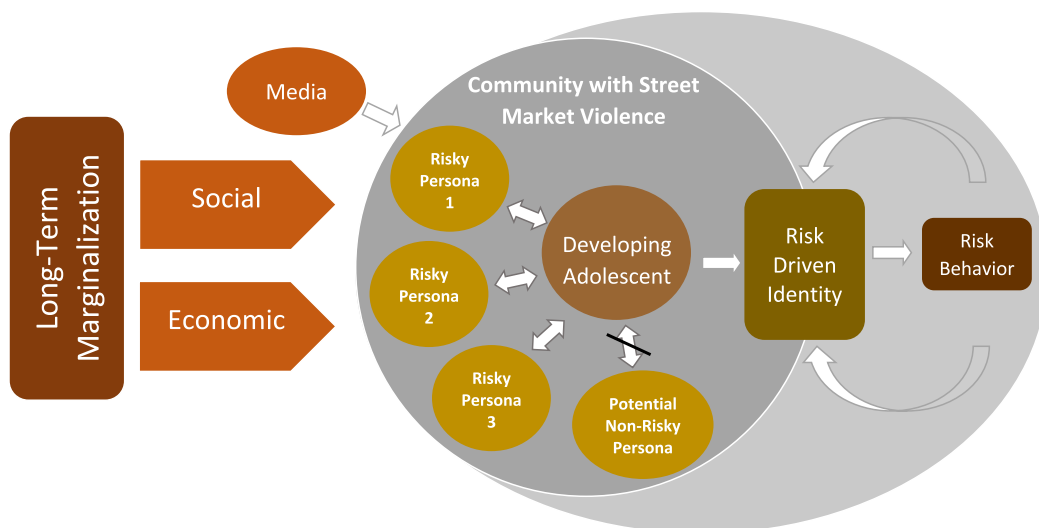 Long-Term
Marginalization
Social
Economic
Media
Community with Street
Market Violence
Risky
Persona
1
Risky
Persona
2
Risky
Persona
3
Potential
Non-Risky
Persona
Developing
Adolescent
Risk
Driven
Identity
Risk
Behavior